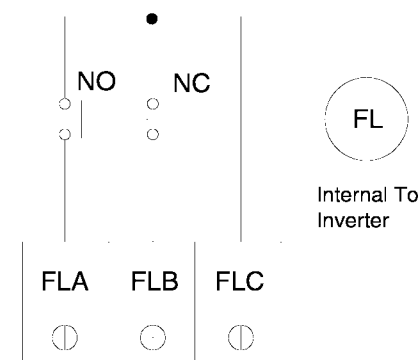 NO NC
FL
Internal To
Inverter
FLA FLB FLC